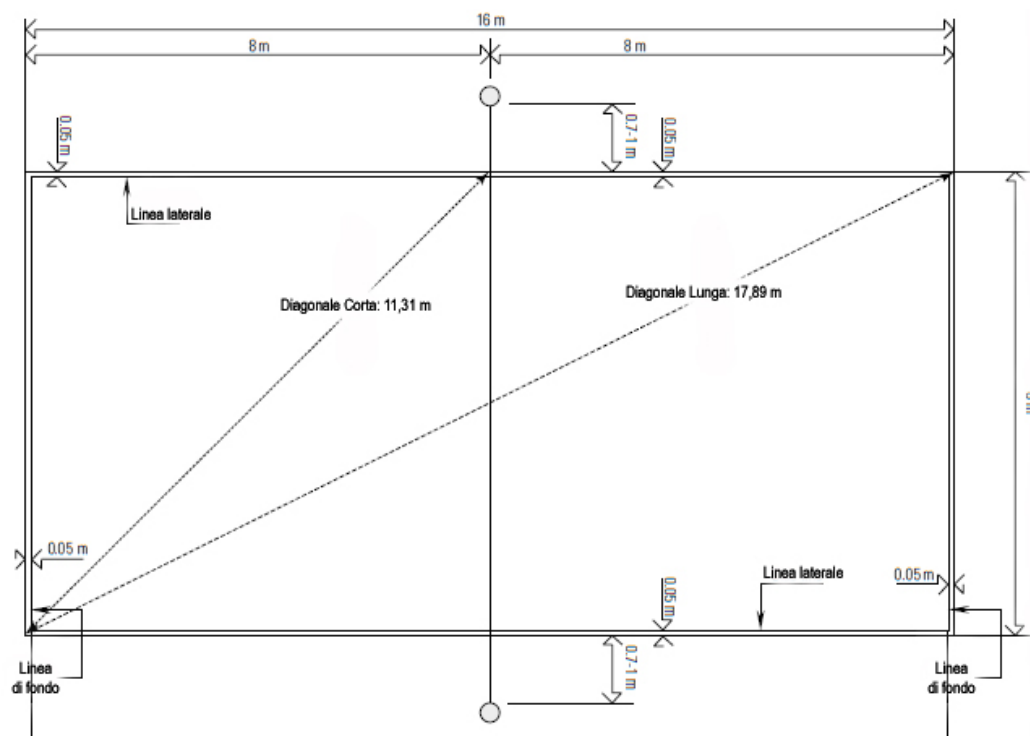 16 m
8 m
8 m
0.05 m
0.7-1 m
0.05 m
Linea laterale
Diagonale Lunga: 17,89 m
Diagonale Corta: 11,31 m
0.05 m
Linea laterale
0.05 m
0.05 m
0.7-1 m
Linea
di fondo
Linea
di fondo